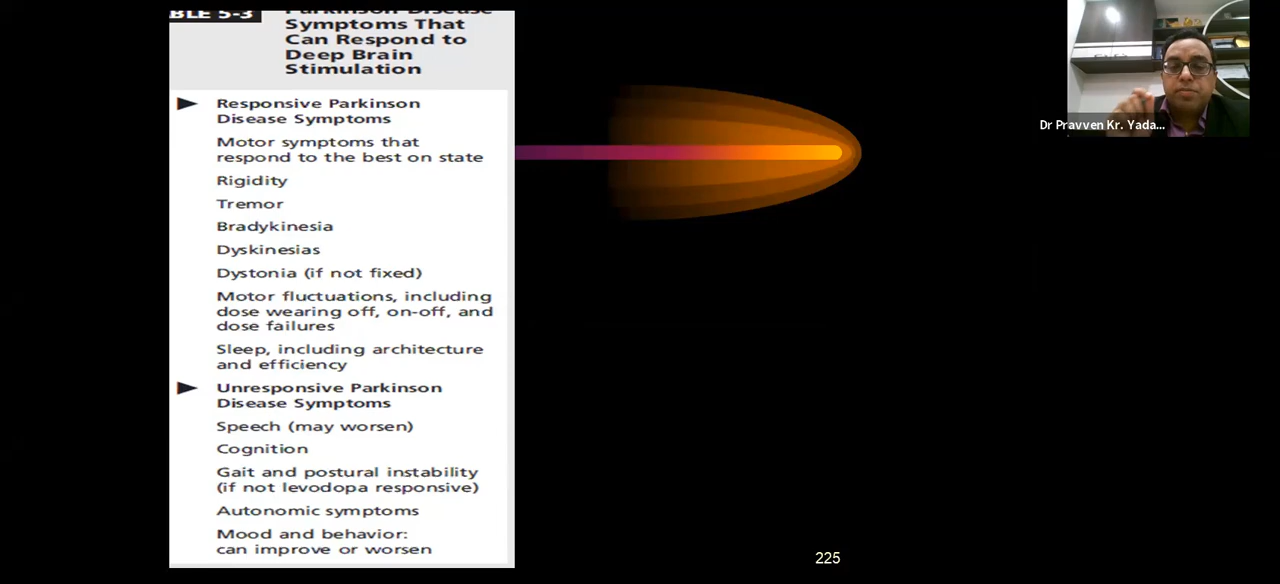 BLE 5-3
Parkinson Disease
Symptoms That
Can Respond to
Deep Brain
Stimulation
Responsive Parkinson
Disease Symptoms
Motor symptoms that
respond to the best on state
Rigidity
Tremor
Bradykinesia
Dyskinesias
Dystonia (if not fixed)
Motor fluctuations, including
dose wearing off, on-off, and
dose failures
Sleep, including architecture
and efficiency
Unresponsive Parkinson
Disease Symptoms
Speech (may worsen)
Cognition
Gait and postural instability
(if not levodopa responsive)
Autonomic symptoms
Mood and behavior:
can improve or worsen
225
Dr Pravven Kr. Yada...